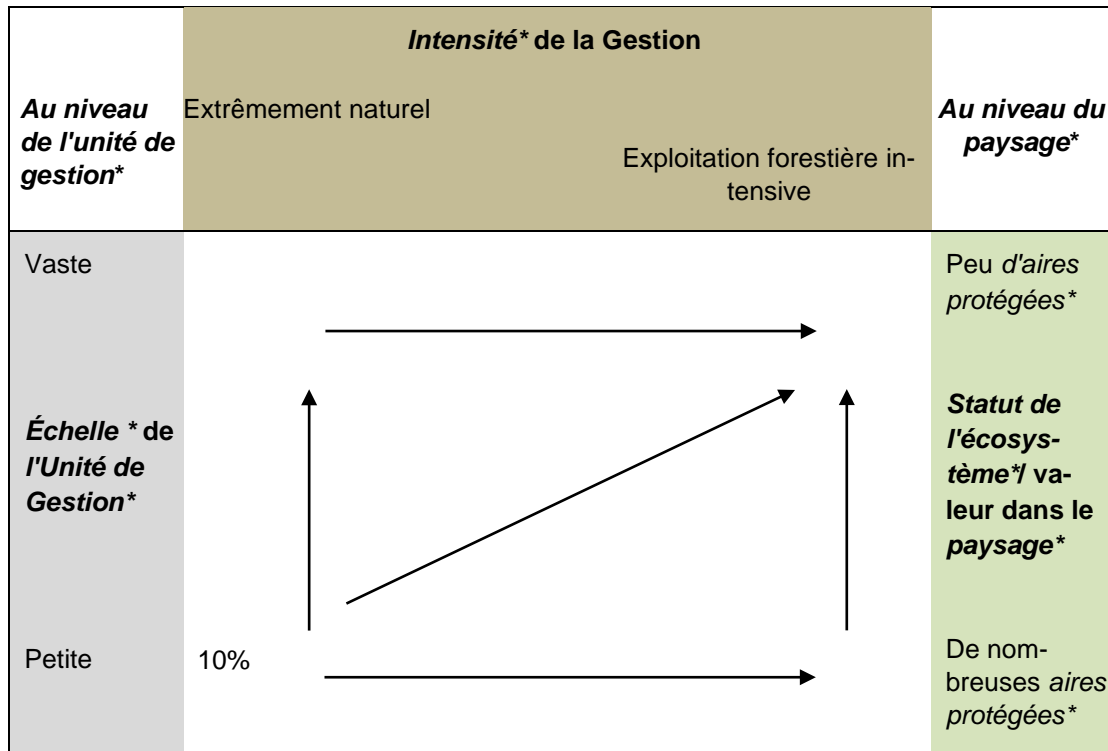 Intensité* de la Gestion
Au niveau
de l'unité de
gestion*
Extrêmement naturel
Exploitation forestière in-
tensive
Au niveau du
paysage*
Vaste
Peu d'aires
protégées*
Échelle * de
l'Unité de
Gestion*
Statut de
l'écosys-
tème*/ va-
leur dans le
paysage*
Petite
10%
De nom-
breuses aires
protégées*